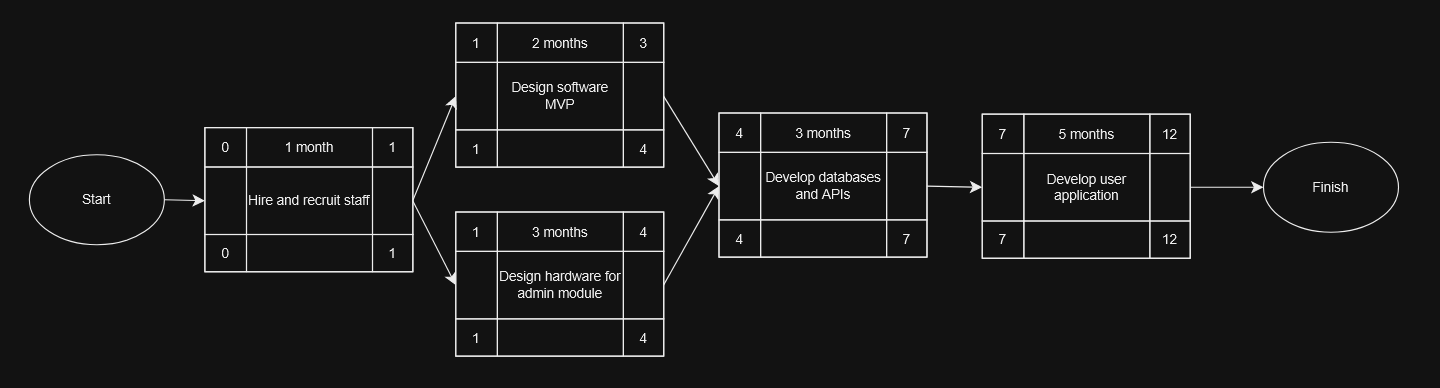 Start
0
1 month
1
Hire and recruit staff
0
1
1
2 months
3
Design software
MVP
1
4
1
3 months
4
Design hardware for
admin module
1
4
4
3 months
7
Develop databases
and APIs
4
7
7
5 months
12
Develop user
application
7
12
Finish